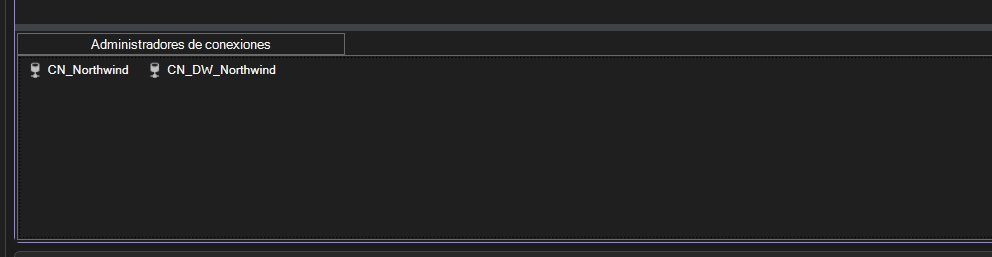 Administradores de conexiones
CN_Northwind CN_DW_Northwind